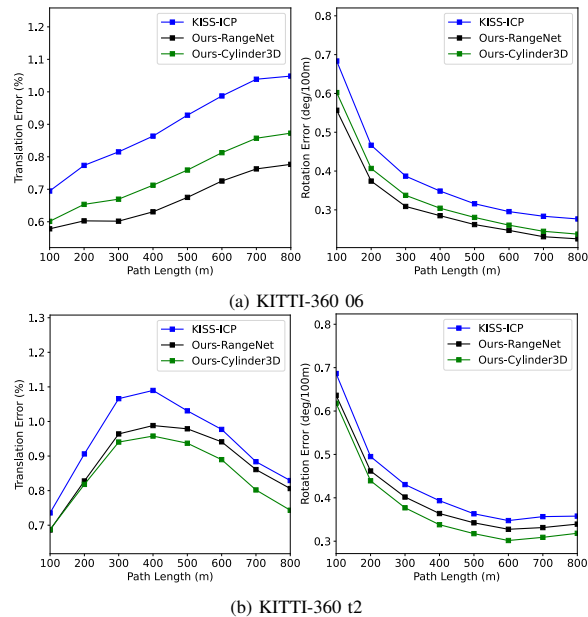 1.2
1.1
1.0
0.9
0.8
0.7
0.6
Translation Error (%)
100 200 300 400 500 600 700 800
Path Length (m)
KISS-ICP
Ours-RangeNet
Ours-Cylinder3D
0.8
0.7
0.6
0.5
0.4
0.3
Rotation Error (deg/100m)
100 200 300 400 500 600 700 800
Path Length (m)
KISS-ICP
Ours-RangeNet
Ours-Cylinder3D
(a) KITTI-360 06
1.3
1.2
1.1
1.0
0.9
0.8
0.7
Translation Error (%)
100 200 300 400 500 600 700 800
Path Length (m)
KISS-ICP
Ours-RangeNet
Ours-Cylinder3D
0.8
0.7
0.6
0.5
0.4
0.3
Rotation Error (deg/100m)
100 200 300 400 500 600 700 800
Path Length (m)
KISS-ICP
Ours-RangeNet
Ours-Cylinder3D
(b) KITTI-360 t2